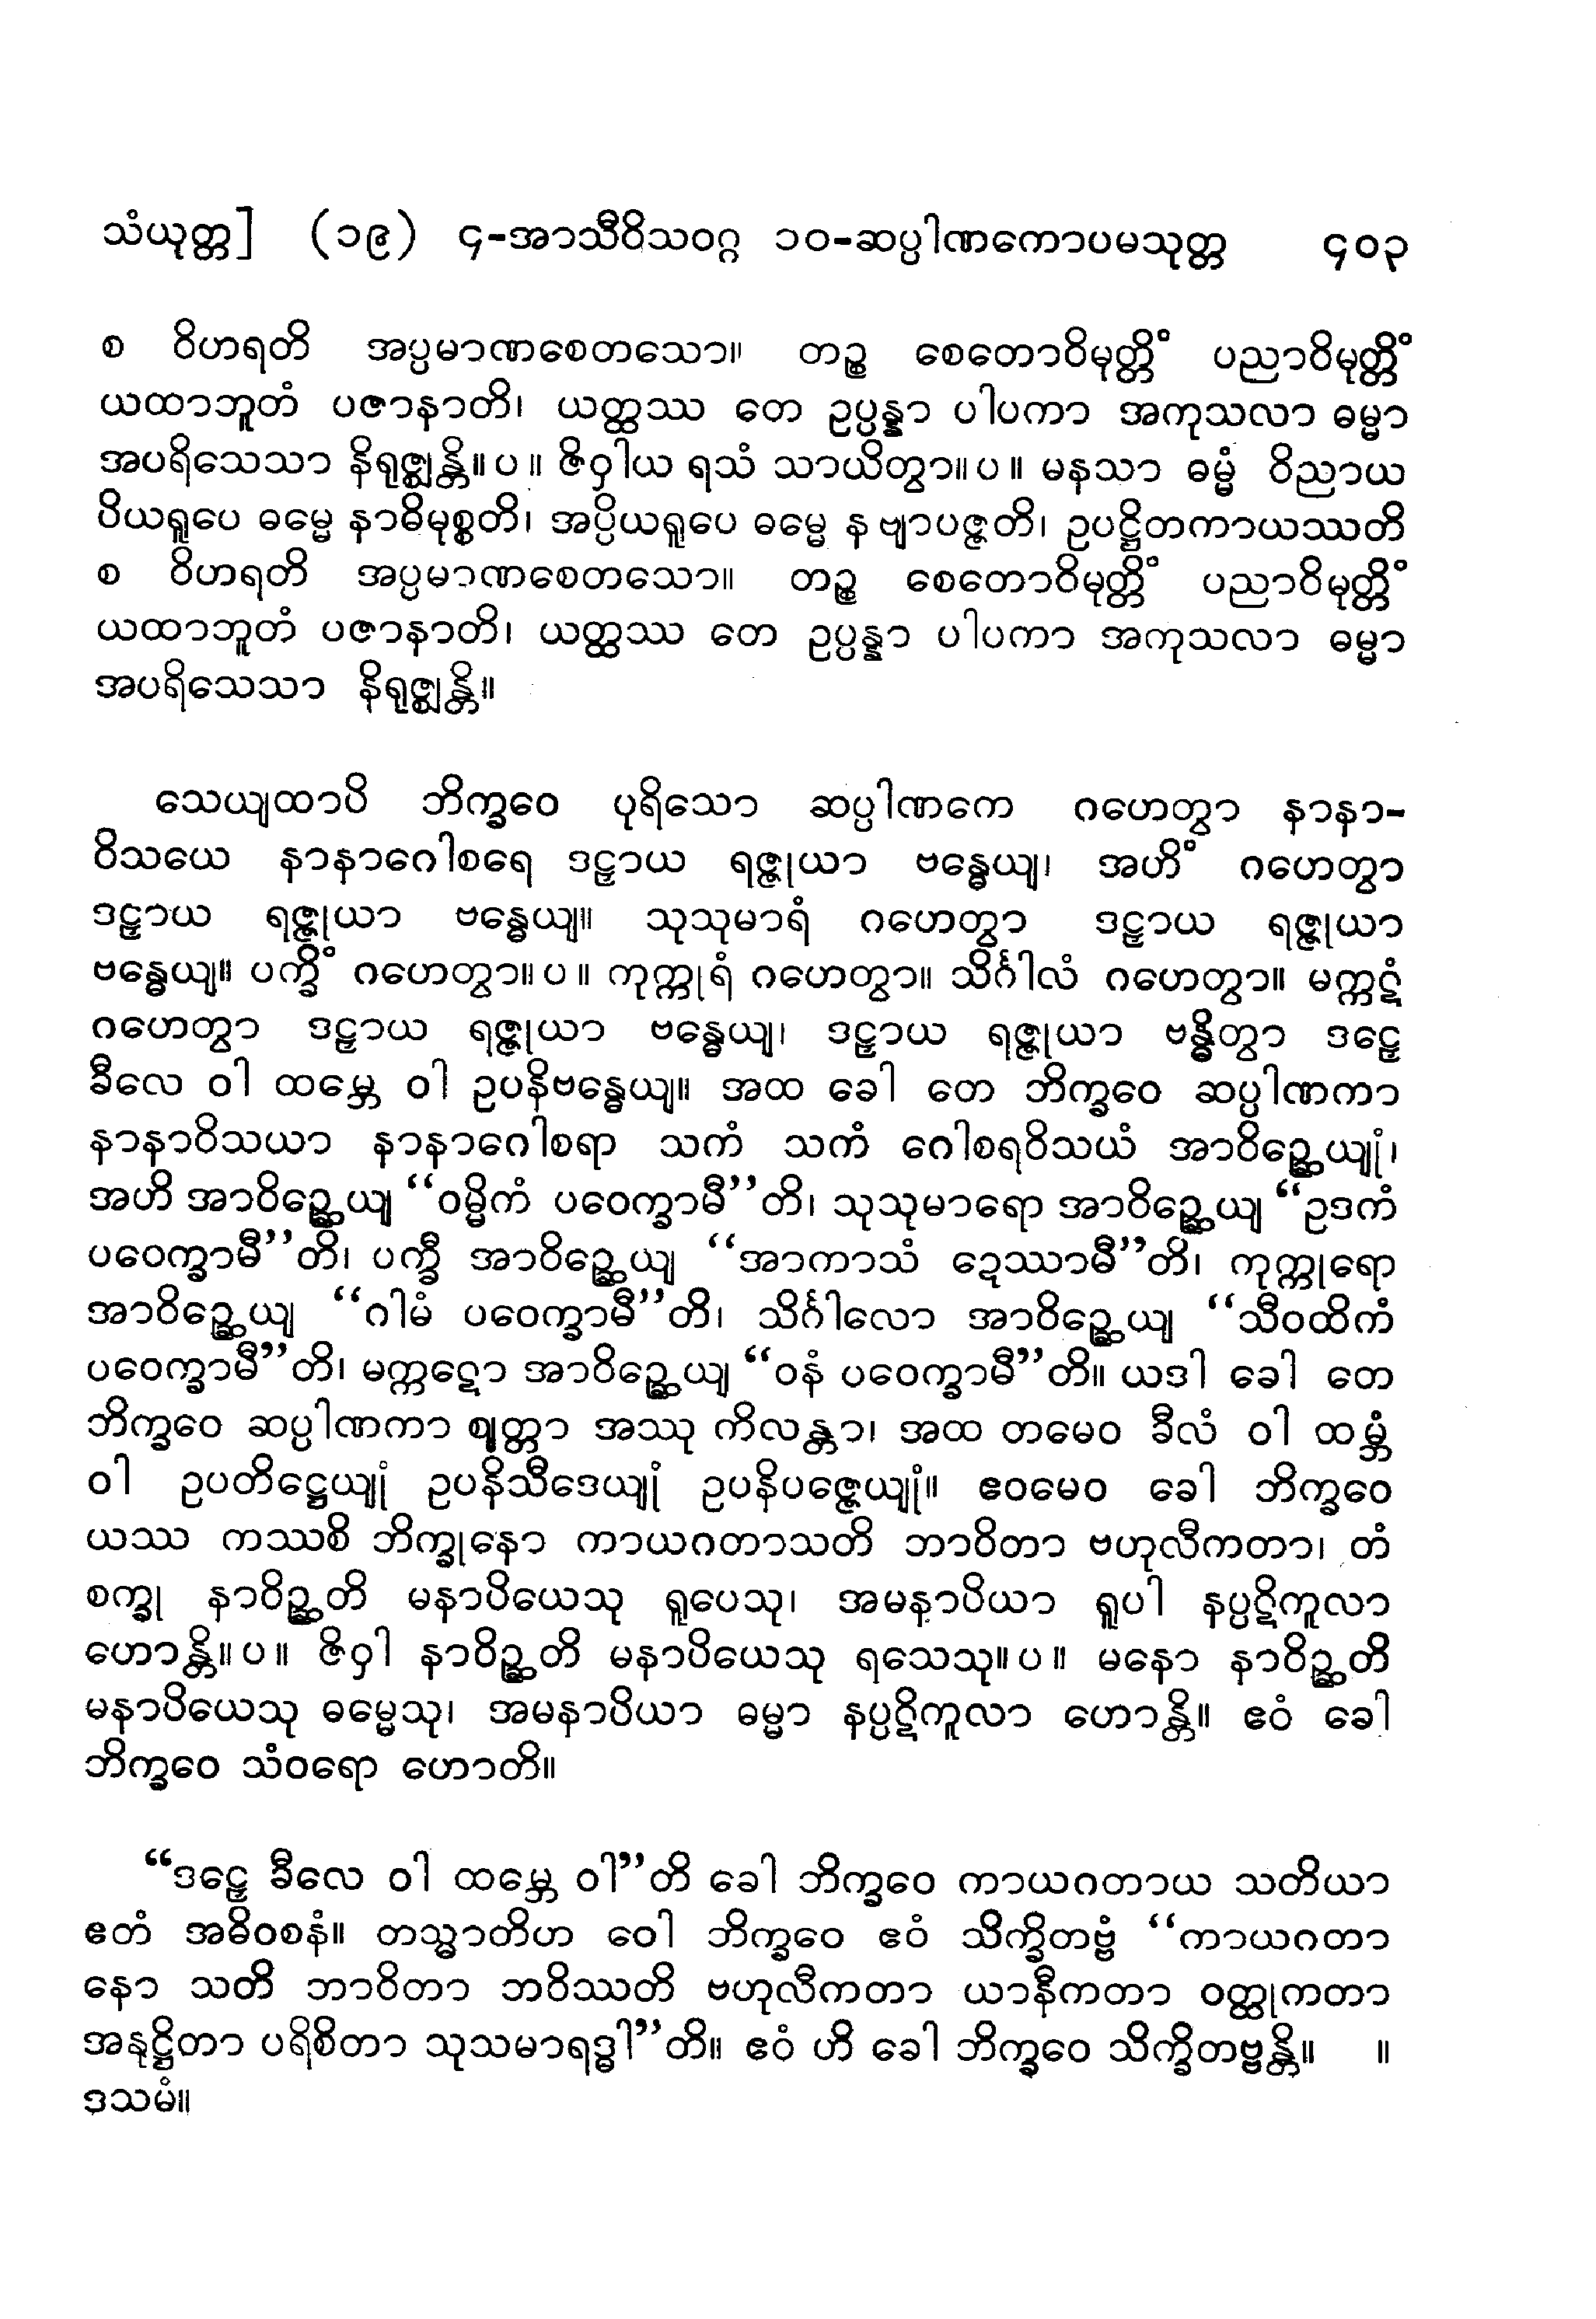 သံယုတ္တ] (၁၉) ၄-အာသီဝိသဝဂ္ဂ ၁၀-ဆပ္ပါဏကောပမသုတ္တ ၄၀၃
စ ဝိဟရတိ အပ္ပမာဏစေတသော။ တဉ္စ စေတောဝိမုတ္တိံ ပညာဝိမုတ္တိံ
ယထာဘူတံ ပဇာနာတိ၊ ယတ္ထဿ တေ ဥပ္ပန္နာ ပါပကာ အကုသလာ ဓမ္မာ
အပရိသေသာ နိရုဇ္ဈန္တိ။ပ။ ဇိဝှါယ ရသံ သာယိတွာ။ပ။ မနသာ ဓမ္မံ ဝိညာယ
ပိယရူပေ ဓမ္မေ နာဓိမုစ္စတိ၊ အပ္ပိယရူပေ ဓမ္မေ န ဗျာပဇ္ဇတိ၊ ဥပဋ္ဌိတကာယဿတိ
စ ဝိဟရတိ အပ္ပမာဏစေတသော။ တဉ္စ စေတောဝိမုတ္တိံ ပညာဝိမုတ္တိံ
ယထာဘူတံ ပဇာနာတိ၊ ယတ္ထဿ တေ ဥပ္ပန္နာ ပါပကာ အကုသလာ ဓမ္မာ
အပရိသေသာ နိရုဇ္ဈန္တိ။
သေယျထာပိ ဘိက္ခဝေ ပုရိသော ဆပ္ပါဏကေ ဂဟေတွာ နာနာ-
ဝိသယေ နာနာဂေါစရေ ဒဠှာယ ရဇ္ဇုယာ ဗန္ဓေယျ၊ အဟိံ ဂဟေတွာ
ဒဠှာယ ရဇ္ဇုယာ ဗန္ဓေယျ။ သုသုမာရံ ဂဟေတွာ ဒဠှာယ ရဇ္ဇုယာ
ဗန္ဓေယျ။ ပက္ခိံ ဂဟေတွာ။ပ။ ကုက္ကုရံ ဂဟေတွာ။ သိင်္ဂါလံ ဂဟေတွာ။ မက္ကဋံ
ဂဟေတွာ ဒဠှာယ ရဇ္ဇုယာ ဗန္ဓေယျ၊ ဒဠှာယ ရဇ္ဇုယာ ဗန္ဓိတွာ ဒဠှေ
ခီလေ ဝါ ထမ္ဘေ ဝါ ဥပနိဗန္ဓေယျ။ အထ ခေါ တေ ဘိက္ခဝေ ဆပ္ပါဏကာ
နာနာဝိသယာ နာနာဂေါစရာ သကံ သကံ ဂေါစရဝိသယံ အာဝိဉ္ဆေယျုံ၊
အဟိ အာဝိဉ္ဆေယျ “ဝမ္မိကံ ပဝေက္ခာမီ”တိ၊ သုသုမာရော အာဝိဉ္ဆေယျ “ဥဒကံ
ပဝေက္ခာမီ”တိ၊ ပက္ခီ အာဝိဉ္ဆေယျ “အာကာသံ ဍေဿာမီ”တိ၊ ကုက္ကုရော
အာဝိဉ္ဆေယျ “ဂါမံ ပဝေက္ခာမီ”တိ၊ သိင်္ဂါလော အာဝိဉ္ဆေယျ “သီဝထိကံ
ပဝေက္ခာမီ”တိ၊ မက္ကဋော အာဝိဉ္ဆေယျ “ဝနံ ပဝေက္ခာမီ”တိ။ ယဒါ ခေါ တေ
ဘိက္ခဝေ ဆပ္ပါဏကာ ဈတ္တာ အဿု ကိလန္တာ၊ အထ တမေဝ ခီလံ ဝါ ထမ္ဘံ
ဝါ ဥပတိဋ္ဌေယျုံ ဥပနိသီဒေယျုံ ဥပနိပဇ္ဇေယျုံ။ ဧဝမေဝ ခေါ ဘိက္ခဝေ
ယဿ ကဿစိ ဘိက္ခုနော ကာယဂတာသတိ ဘာဝိတာ ဗဟုလီကတာ၊ တံ
စက္ခု နာဝိဉ္ဆတိ မနာပိယေသု ရူပေသု၊ အမနာပိယာ ရူပါ နပ္ပဋိကူလာ
ဟောန္တိ။ပ။ ဇိဝှါ နာဝိဉ္ဆတိ မနာပိယေသု ရသေသု။ပ။ မနော နာဝိဉ္ဆတိ
မနာပိယေသု ဓမ္မေသု၊ အမနာပိယာ ဓမ္မာ နပ္ပဋိကူလာ ဟောန္တိ။ ဧဝံ ခေါ
ဘိက္ခဝေ သံဝရော ဟောတိ။
“ဒဠှေ ခီလေ ဝါ ထမ္ဘေ ဝါ”တိ ခေါ ဘိက္ခဝေ ကာယဂတာယ သတိယာ
ဧတံ အဓိဝစနံ။ တသ္မာတိဟ ဝေါ ဘိက္ခဝေ ဧဝံ သိက္ခိတဗ္ဗံ “ကာယဂတာ
နော သတိ ဘာဝိတာ ဘဝိဿတိ ဗဟုလီကတာ ယာနီကတာ ဝတ္ထုကတာ
အနုဋ္ဌိတာ ပရိစိတာ သုသမာရဒ္ဓါ”တိ။ ဧဝံ ဟိ ခေါ ဘိက္ခဝေ သိက္ခိတဗ္ဗန္တိ။ ။
ဒသမံ။